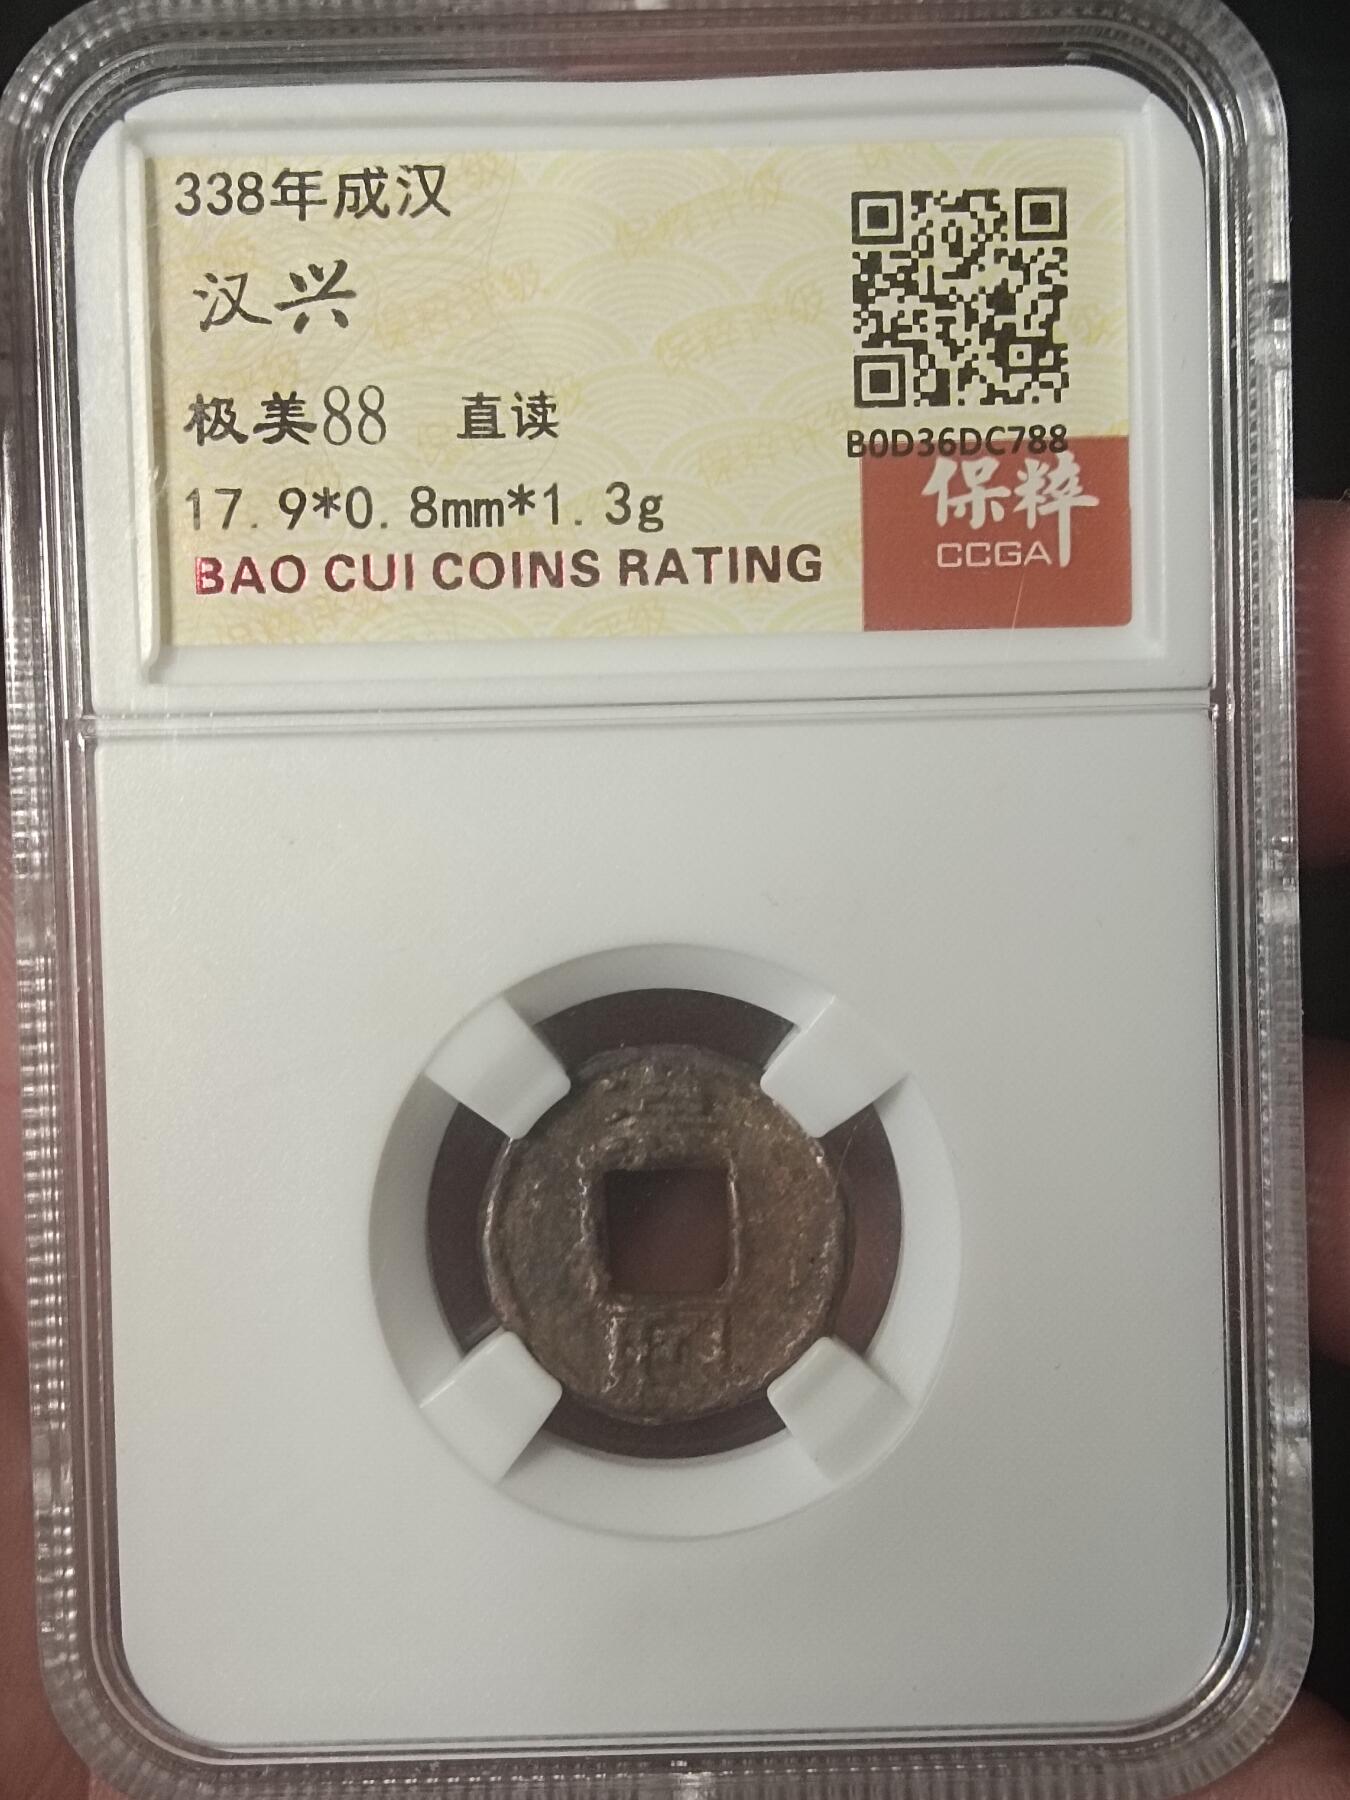 338年成汉
汉兴
极美88 直读
17.9*0.8mm*1.3g
BAO CUI COINS RATING
B0D36DC788
保粹
CCGA